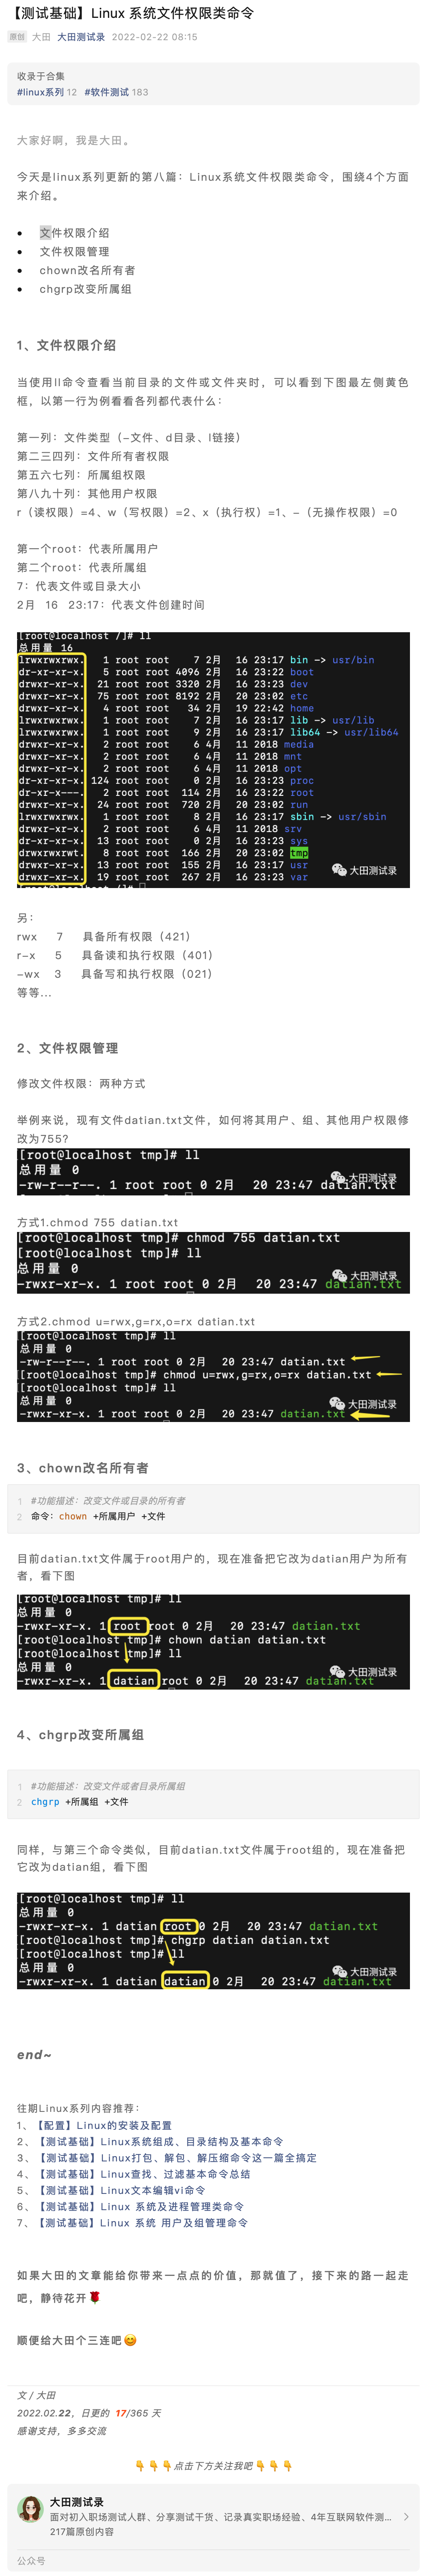 【测试基础】Linux 系统文件权限类命令
原创 大田 大田测试录 2022-02-22 08:15
收录于合集
#linux系列 12 #软件测试 183
大家好啊，我是大田。
今天是linux系列更新的第八篇：Linux系统文件权限类命令，围绕4个方面
来介绍。
● 文件权限介绍
● 文件权限管理
● chown改名所有者
● chgrp改变所属组
1、文件权限介绍
当使用ll命令查看当前目录的文件或文件夹时，可以看到下图最左侧黄色
框，以第一行为例看看各列都代表什么：
第一列：文件类型（-文件、d目录、l链接）
第二三四列：文件所有者权限
第五六七列：所属组权限
第八九十列：其他用户权限
r（读权限）=4、w（写权限）=2、x（执行权）=1、-（无操作权限）=0
第一个root：代表所属用户
第二个root：代表所属组
7：代表文件或目录大小
2月 16 23:17：代表文件创建时间
[root@localhost /]# ll
总用量 16
lrwxrwxrwx. 1 root root 7 2月 16 23:17 bin -> usr/bin
dr-xr-xr-x. 5 root root 4096 2月 16 23:22 boot
drwxr-xr-x. 21 root root 3320 2月 16 23:23 dev
drwxr-xr-x. 75 root root 8192 2月 20 23:02 etc
drwxr-xr-x. 4 root root 34 2月 19 22:42 home
lrwxrwxrwx. 1 root root 7 2月 16 23:17 lib -> usr/lib
lrwxrwxrwx. 1 root root 9 2月 16 23:17 lib64 -> usr/lib64
drwxr-xr-x. 2 root root 6 4月 11 2018 media
drwxr-xr-x. 2 root root 6 4月 11 2018 mnt
drwxr-xr-x. 2 root root 6 4月 11 2018 opt
dr-xr-xr-x. 124 root root 0 2月 16 23:23 proc
dr-xr-x---. 2 root root 114 2月 16 23:22 root
drwxr-xr-x. 24 root root 720 2月 20 23:02 run
lrwxrwxrwx. 1 root root 8 2月 16 23:17 sbin -> usr/sbin
drwxr-xr-x. 2 root root 6 4月 11 2018 srv
dr-xr-xr-x. 13 root root 0 2月 16 23:23 sys
drwxrwxrwt. 8 root root 166 2月 20 23:02 tmp
drwxr-xr-x. 13 root root 155 2月 16 23:17 usr
drwxr-xr-x. 19 root root 267 2月 16 23:23 var
大田测试录
另：
rwx 7 具备所有权限（421）
r-x 5 具备读和执行权限（401）
-wx 3 具备写和执行权限（021）
等等...
2、文件权限管理
修改文件权限：两种方式
举例来说，现有文件datian.txt文件，如何将其用户、组、其他用户权限修
改为755？
[root@localhost tmp]# ll
总用量 0
大田测试录
-rw-r--r--. 1 root root 0 2月 20 23:47 datian.txt
方式1.chmod 755 datian.txt
[root@localhost tmp]# chmod 755 datian.txt
[root@localhost tmp]# ll
总用量 0
大田测试录
-rwxr-xr-x. 1 root root 0 2月 20 23:47 datian.txt
方式2.chmod u=rwx,g=rx,o=rx datian.txt
[root@localhost tmp]# ll
总用量 0
-rw-r--r--. 1 root root 0 2月 20 23:47 datian.txt
[root@localhost tmp]# chmod u=rwx,g=rx,o=rx datian.txt
[root@localhost tmp]# ll
总用量 0
大田测试录
-rwxr-xr-x. 1 root root 0 2月 20 23:47 datian.txt
3、chown改名所有者
1 #功能描述：改变文件或目录的所有者
2 命令：chown +所属用户 +文件
目前datian.txt文件属于root用户的，现在准备把它改为datian用户为所有
者，看下图
[root@localhost tmp]# ll
总用量 0
-rwxr-xr-x. 1 root root 0 2月 20 23:47 datian.txt
[root@localhost tmp]# chown datian datian.txt
[root@localhost tmp]# ll
总用量 0
大田测试录
-rwxr-xr-x. 1 datian root 0 2月 20 23:47 datian.txt
4、chgrp改变所属组
1 #功能描述：改变文件或者目录所属组
2 chgrp +所属组 +文件
同样，与第三个命令类似，目前datian.txt文件属于root组的，现在准备把
它改为datian组，看下图
[root@localhost tmp]# ll
总用量 0
-rwxr-xr-x. 1 datian root 0 2月 20 23:47 datian.txt
[root@localhost tmp]# chgrp datian datian.txt
[root@localhost tmp]# ll
总用量 0
大田测试录
-rwxr-xr-x. 1 datian datian 0 2月 20 23:47 datian.txt
end~
往期Linux系列内容推荐：
1、【配置】Linux的安装及配置
2、【测试基础】Linux系统组成、目录结构及基本命令
3、【测试基础】Linux打包、解包、解压缩命令这一篇全搞定
4、【测试基础】Linux查找、过滤基本命令总结
5、【测试基础】Linux文本编辑vi命令
6、【测试基础】Linux 系统及进程管理类命令
7、【测试基础】Linux 系统 用户及组管理命令
如果大田的文章能给你带来一点点的价值，那就值了，接下来的路一起走
吧，静待花开🌹
顺便给大田个三连吧😊
文 / 大田
2022.02.22，日更的 17/365 天
感谢支持，多多交流
👇👇👇点击下方关注我吧👇👇👇
大田测试录
面对初入职场测试人群、分享测试干货、记录真实职场经验、4年互联网软件测...
217篇原创内容
公众号